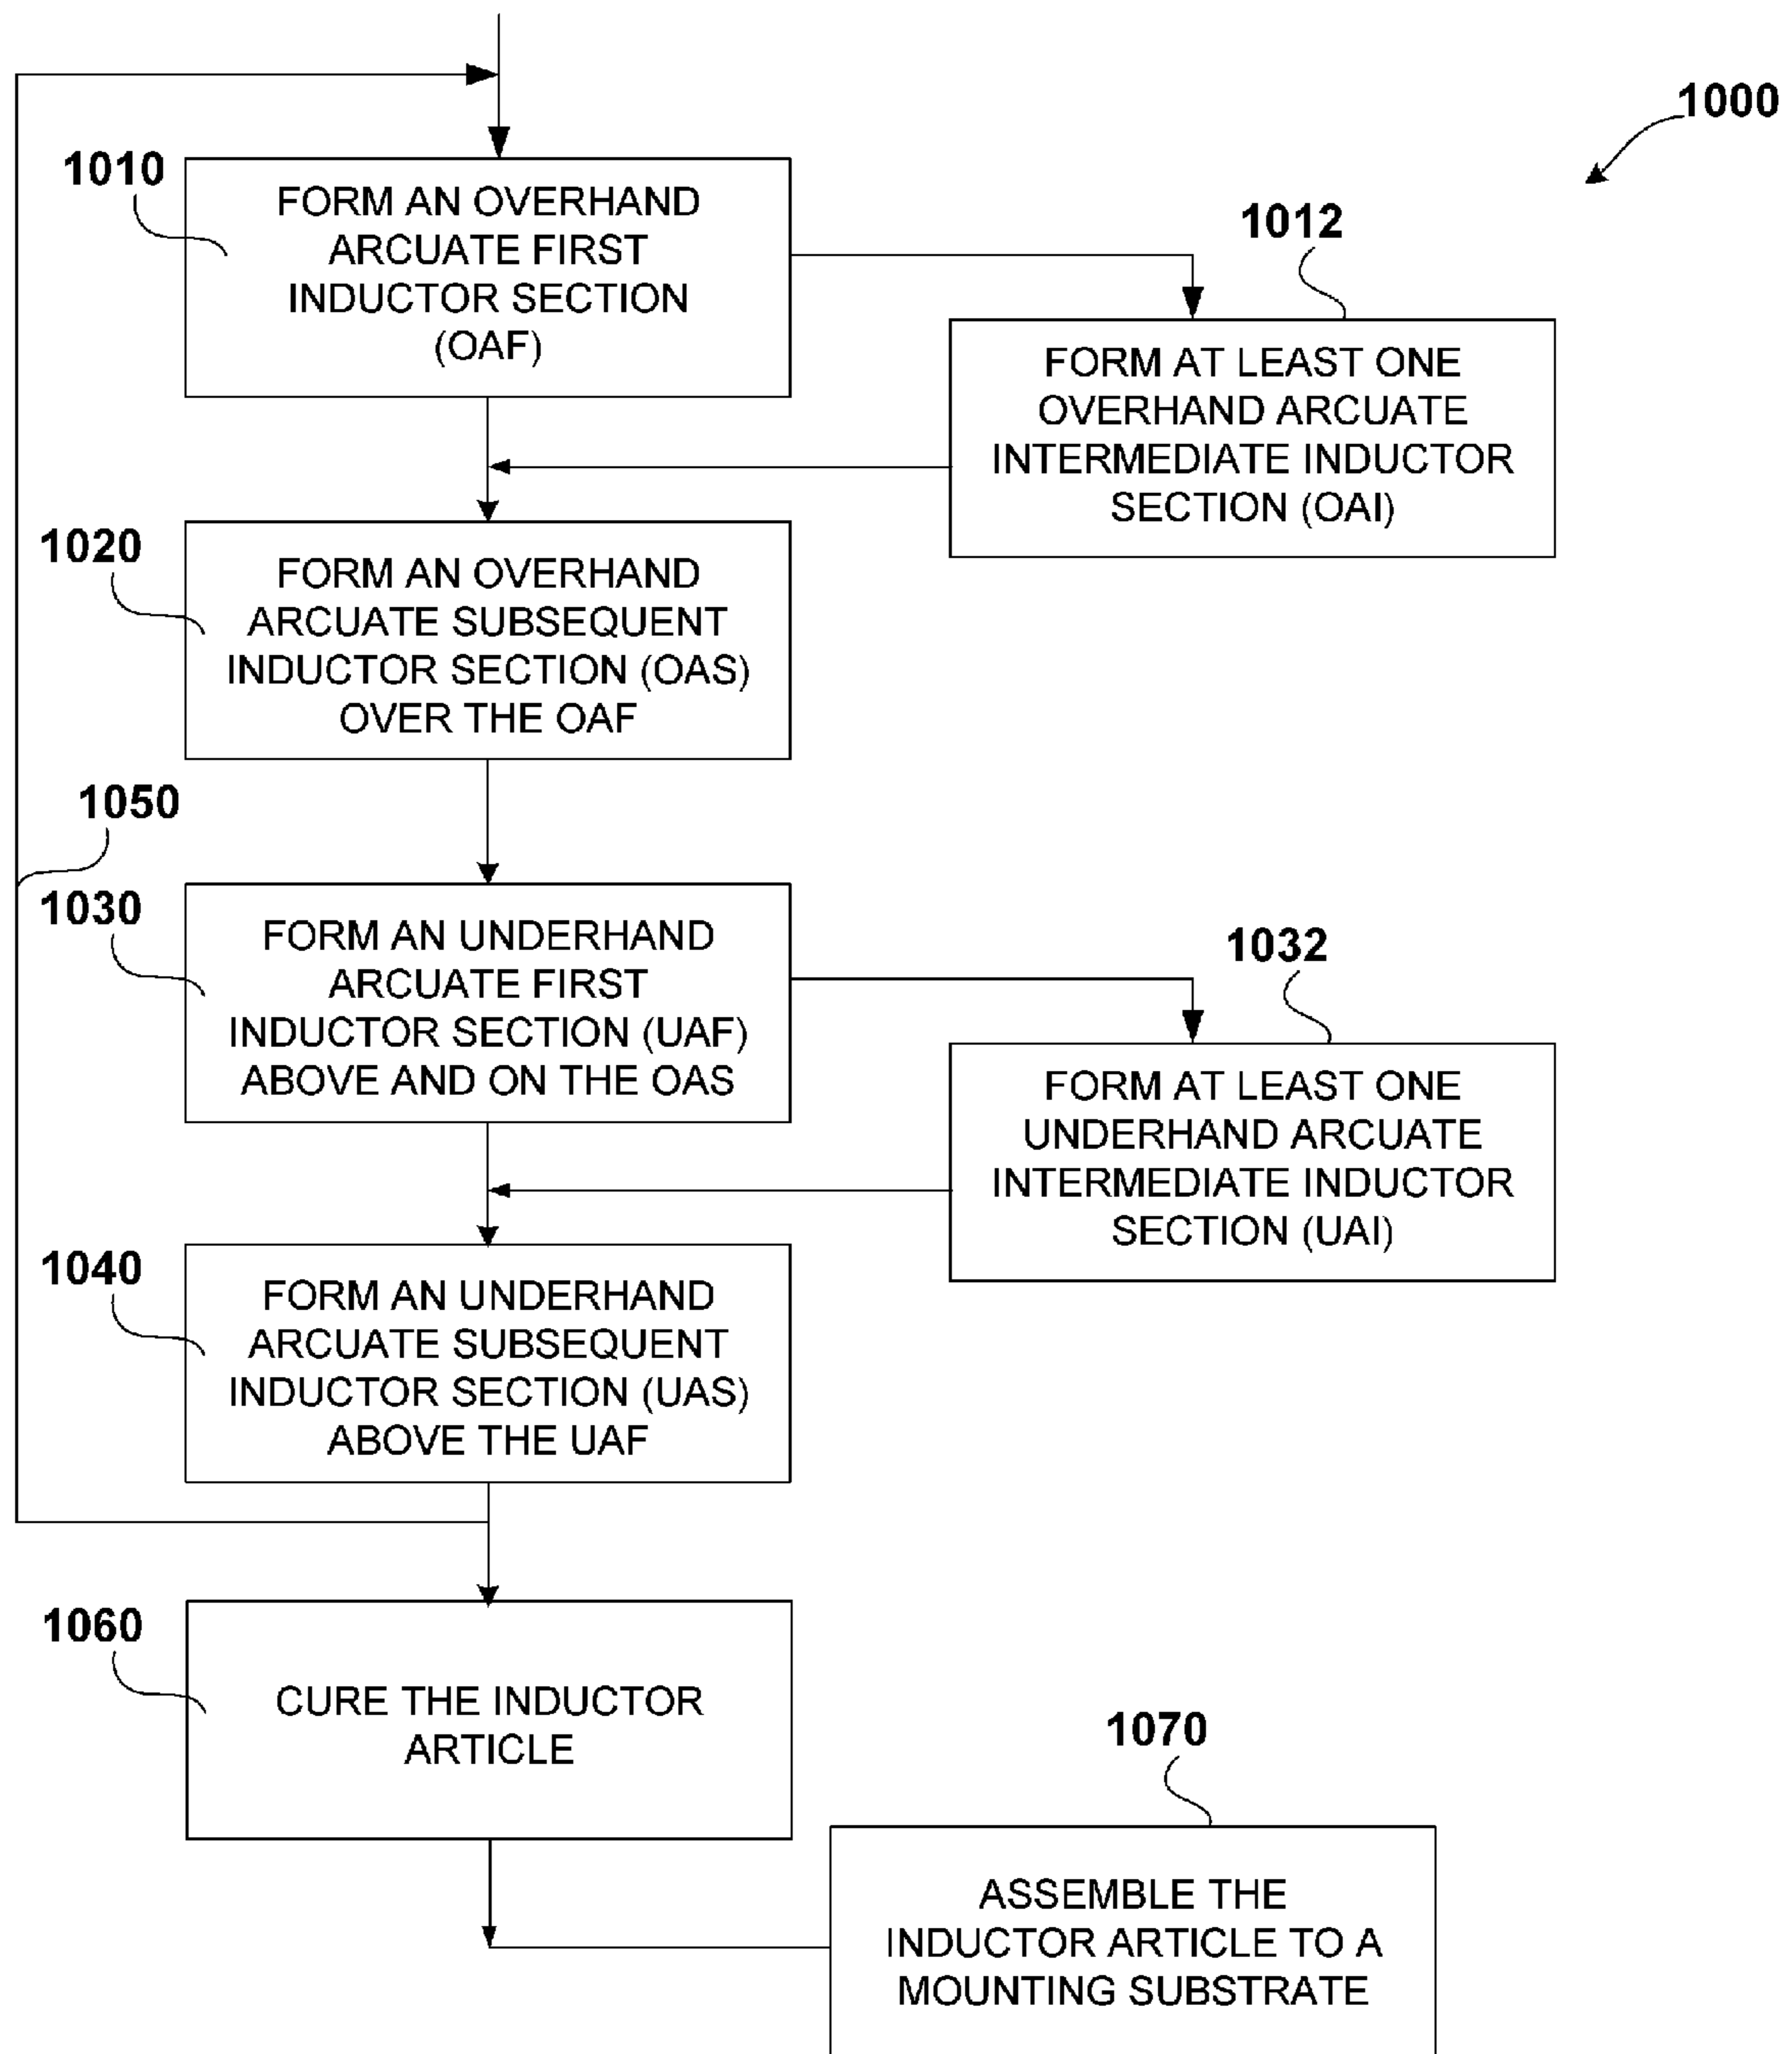 1000
1010
FORM AN OVERHAND
ARCUATE FIRST
INDUCTOR SECTION
(OAF)
1012
FORM AT LEAST ONE
OVERHAND ARCUATE
INTERMEDIATE INDUCTOR
SECTION (OAI)
1020
FORM AN OVERHAND
ARCUATE SUBSEQUENT
INDUCTOR SECTION (OAS)
OVER THE OAF
1050
1030
FORM AN UNDERHAND
ARCUATE FIRST
INDUCTOR SECTION (UAF)
ABOVE AND ON THE OAS
1032
FORM AT LEAST ONE
UNDERHAND ARCUATE
INTERMEDIATE INDUCTOR
SECTION (UAI)
1040
FORM AN UNDERHAND
ARCUATE SUBSEQUENT
INDUCTOR SECTION (UAS)
ABOVE THE UAF
1060
CURE THE INDUCTOR
ARTICLE
1070
ASSEMBLE THE
INDUCTOR ARTICLE TO A
MOUNTING SUBSTRATE